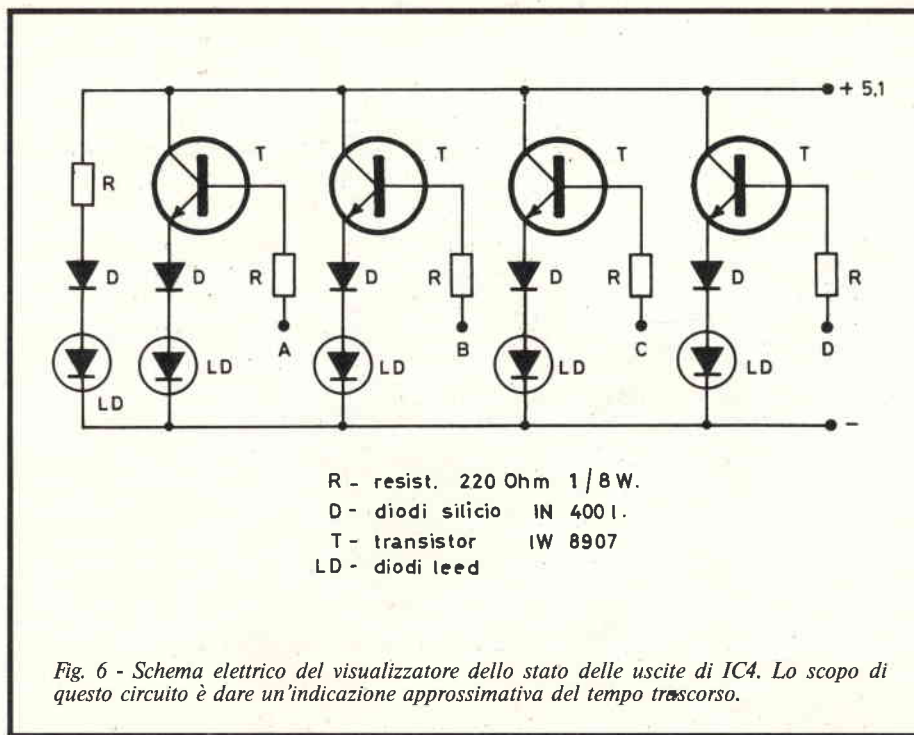 + 5,1
T
T
T
T
R
D
D
R
D
R
D
R
D
R
A
B
C
D
LD
LD
LD
LD
LD
-
R - resist. 220 Ohm 1/8 W.
D - diodi silicio IN 4001.
T - transistor IW 8907
LD - diodi leed
Fig. 6 - Schema elettrico del visualizzatore dello stato delle uscite di IC4. Lo scopo di
questo circuito è dare un'indicazione approssimativa del tempo trascorso.